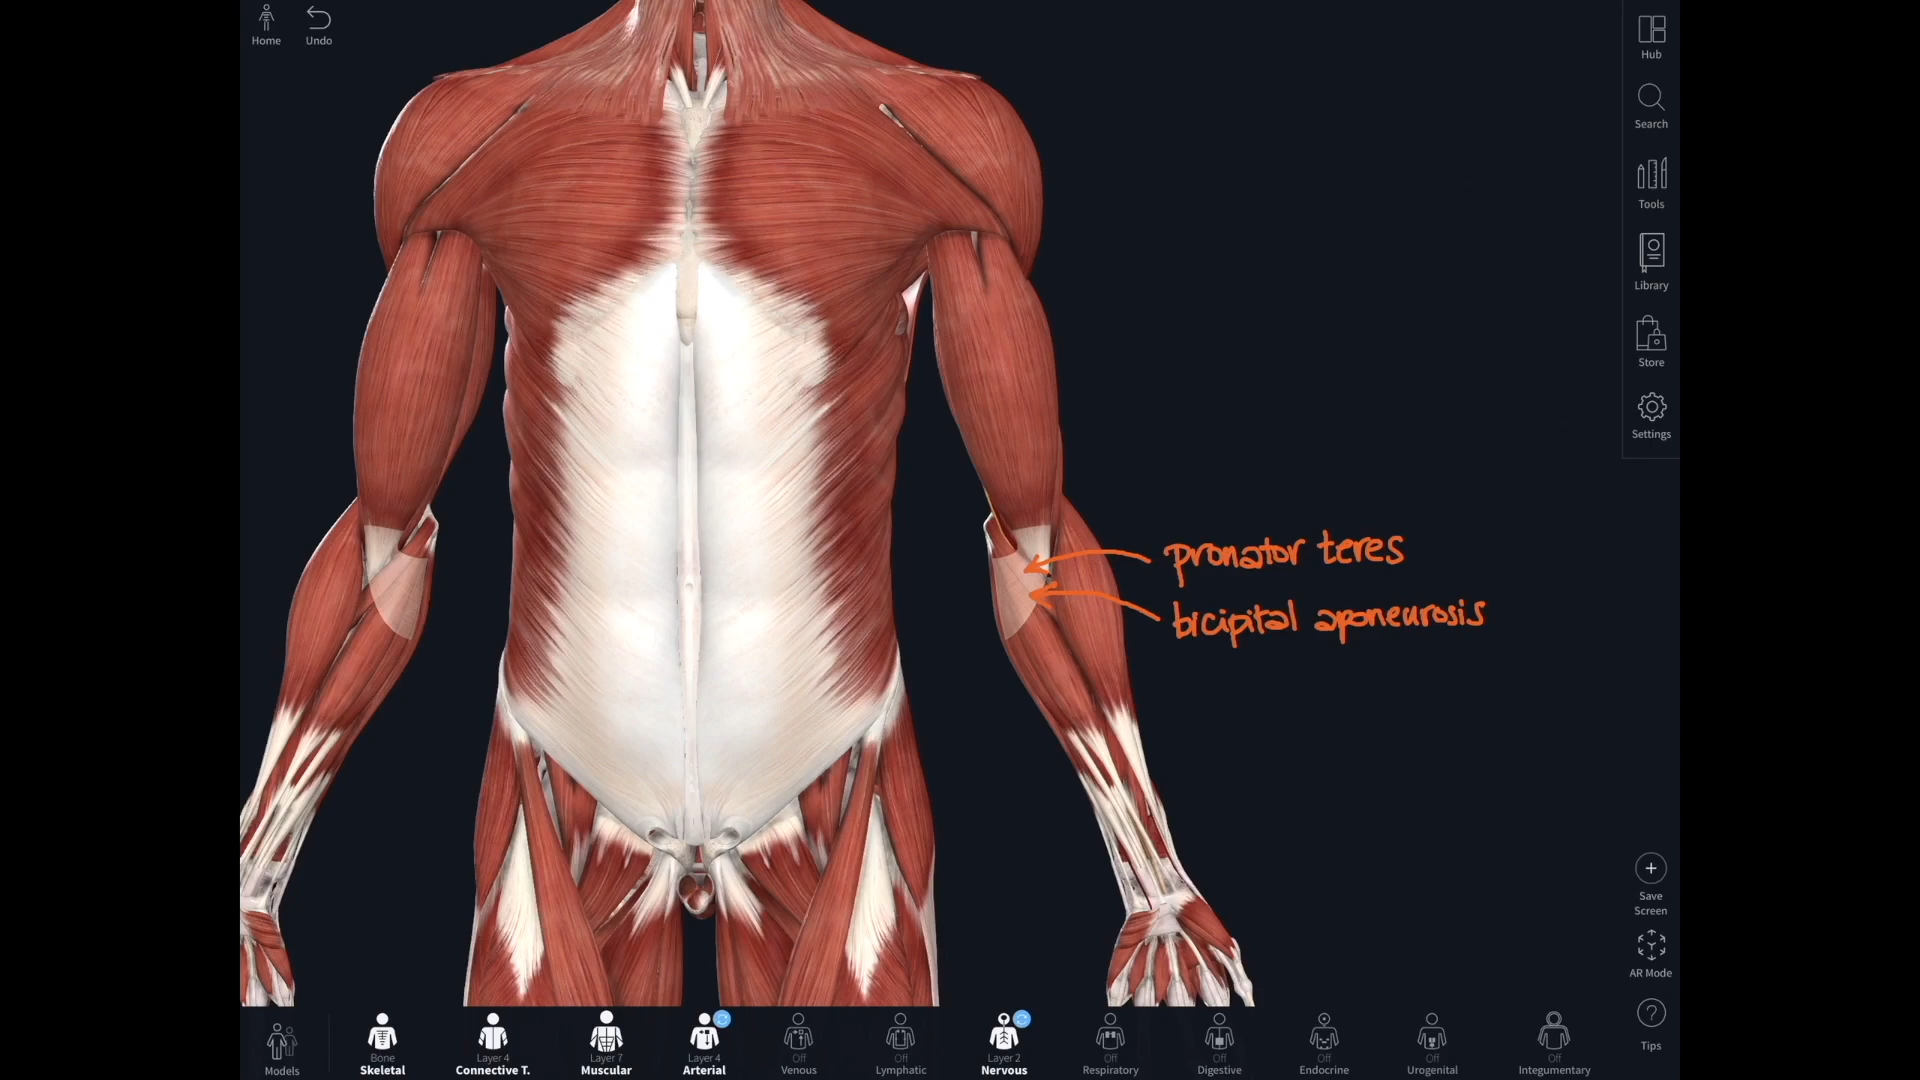 Home
Undo
Hub
Search
Tools
Library
Store
Settings
pronator teres
bicipital aponeurosis
Save
Screen
AR Mode
?
Tips
Models
Bone
Skeletal
Layer 4
Connective T.
Layer 7
Muscular
Layer 4
Arterial
Off
Venous
Off
Lymphatic
Layer 2
Nervous
Off
Respiratory
Off
Digestive
Off
Endocrine
Off
Urogenital
Off
Integumentary